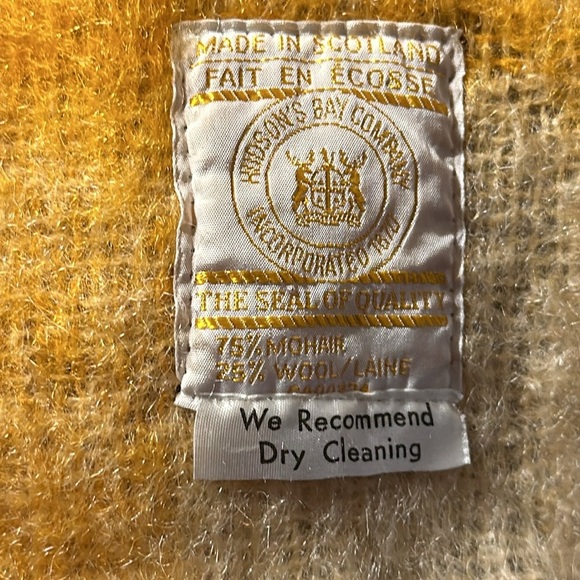 MADE IN SCOTLAND
FAIT EN ÉCOSSE
HUDSON'S BAY COMPANY
INCORPORATED 1670
THE SEAL OF QUALITY
75% MOHAIR
25% WOOL/LAINE
We Recommend
Dry Cleaning